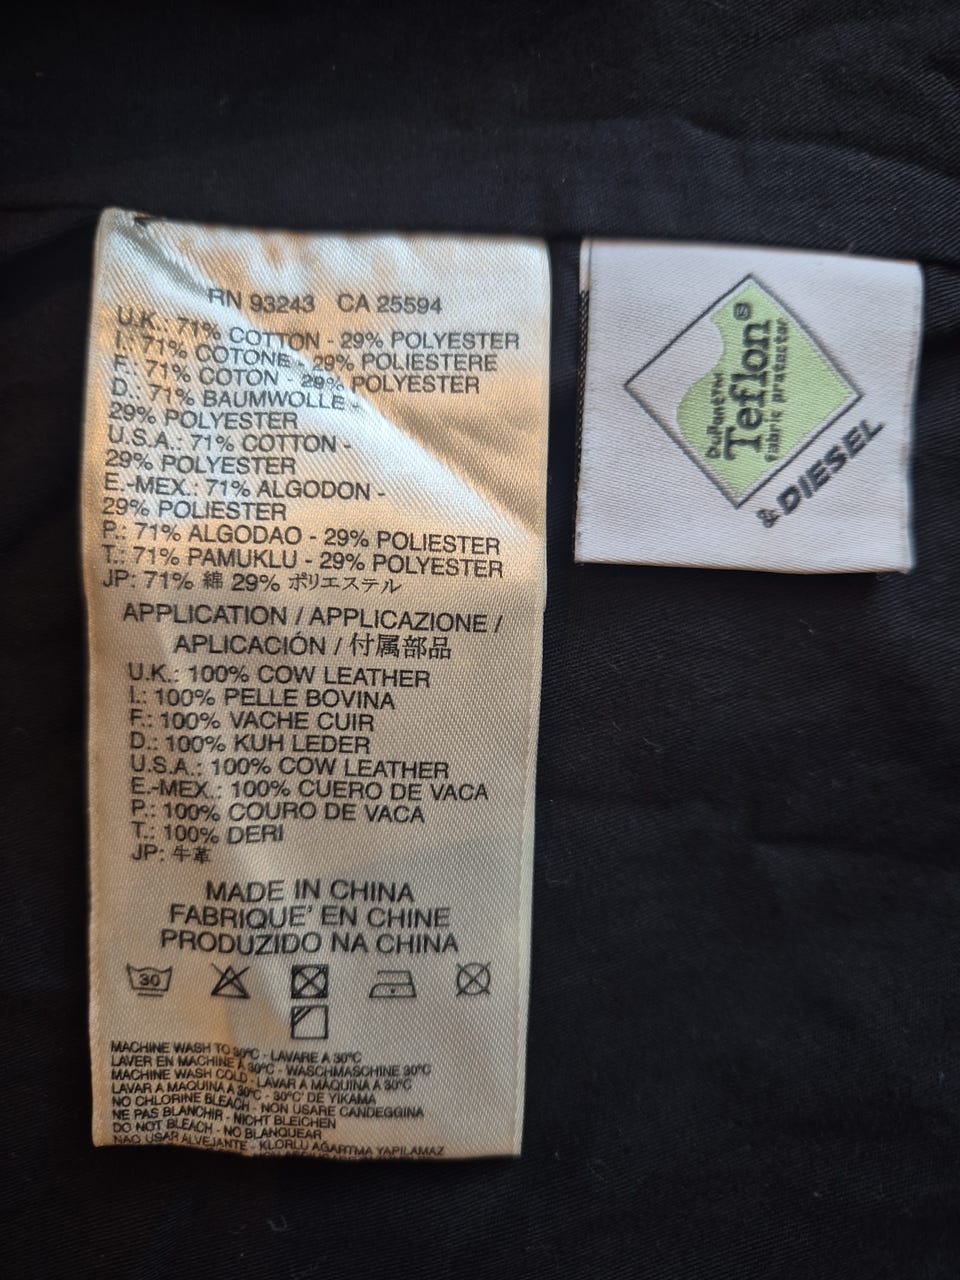 RN 93243 CA 25594
U.K.: 71% COTTON - 29% POLYESTER
I.: 71% COTONE - 29% POLIESTERE
F.: 71% COTON - 29% POLYESTER
D.: 71% BAUMWOLLE -
29% POLYESTER
U.S.A.: 71% COTTON -
29% POLYESTER
E.-MEX.: 71% ALGODON -
29% POLIESTER
P.: 71% ALGODAO - 29% POLIESTER
T.: 71% PAMUKLU - 29% POLYESTER
JP: 71% 綿 29% ポリエステル
APPLICATION / APPLICAZIONE /
APLICACIÓN / 付属部品
U.K.: 100% COW LEATHER
I.: 100% PELLE BOVINA
F.: 100% VACHE CUIR
D.: 100% KUH LEDER
U.S.A.: 100% COW LEATHER
E.-MEX.: 100% CUERO DE VACA
P.: 100% COURO DE VACA
T.: 100% DERI
JP: 牛革
MADE IN CHINA
FABRIQUE' EN CHINE
PRODUZIDO NA CHINA
30
MACHINE WASH TO 30°C - LAVARE A 30°C
LAVER EN MACHINE A 30°C - WASCHMASCHINE 30°C
MACHINE WASH COLD - LAVAR A MAQUINA A 30°C
LAVAR A MAQUINA A 30°C - 30°C' DE YIKAMA
NO CHLORINE BLEACH - NON USARE CANDEGGINA
NE PAS BLANCHIR - NICHT BLEICHEN
DO NOT BLEACH - NO BLANQUEAR
NAO USAR ALVEJANTE - KLORLU AĞARTMA YAPILAMAZ
DuPont™
Teflon®
fabric protector
& DIESEL